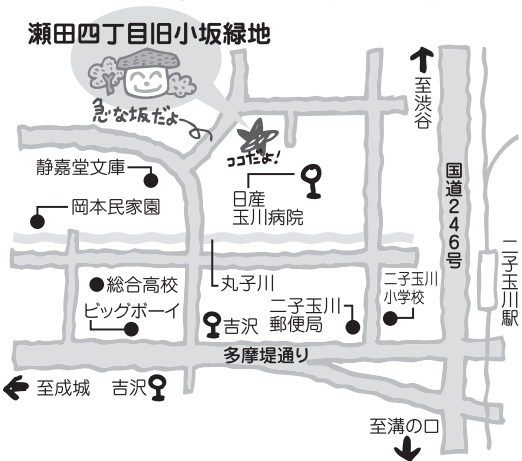 瀬田四丁目旧小坂緑地
急な坂だよ
ココだよ!
至渋谷
静嘉堂文庫
岡本民家園
日産
玉川病院
国道246号
二子玉川駅
丸子川
総合高校
ビッグボーイ
吉沢
二子玉川
郵便局
二子玉川
小学校
多摩堤通り
至成城
吉沢
至溝の口